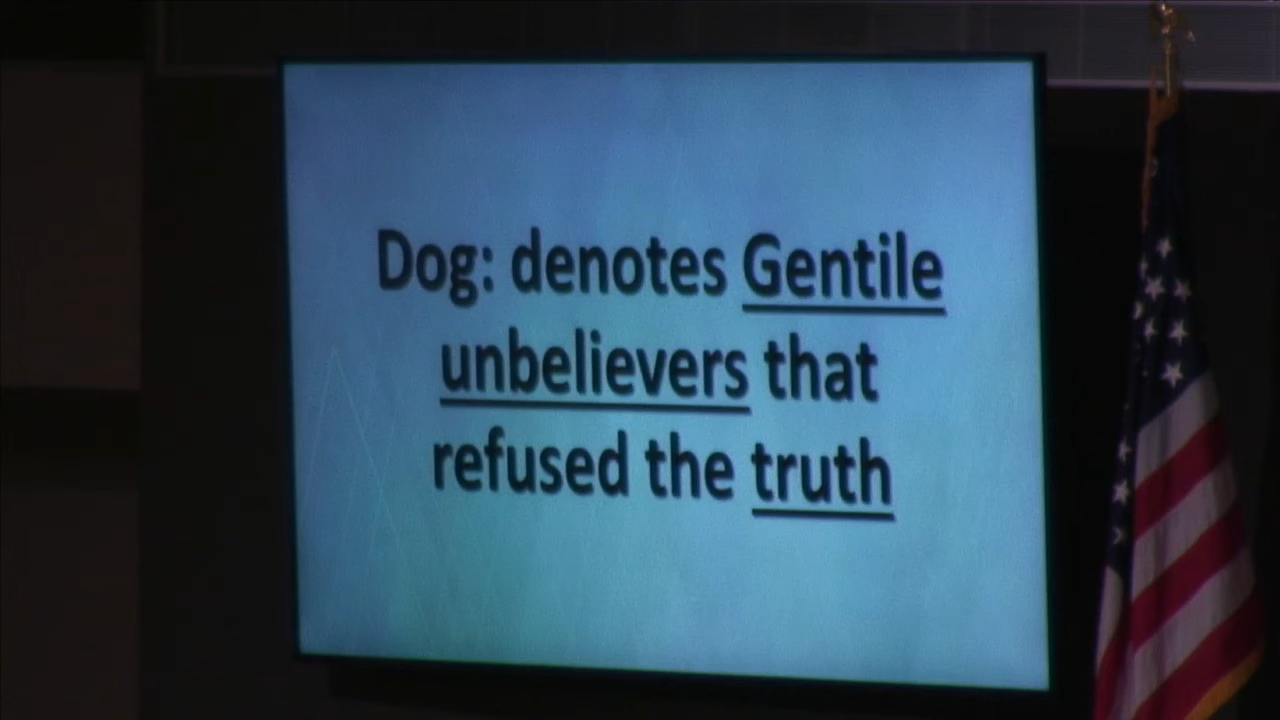 Dog: denotes Gentile
unbelievers that
refused the truth